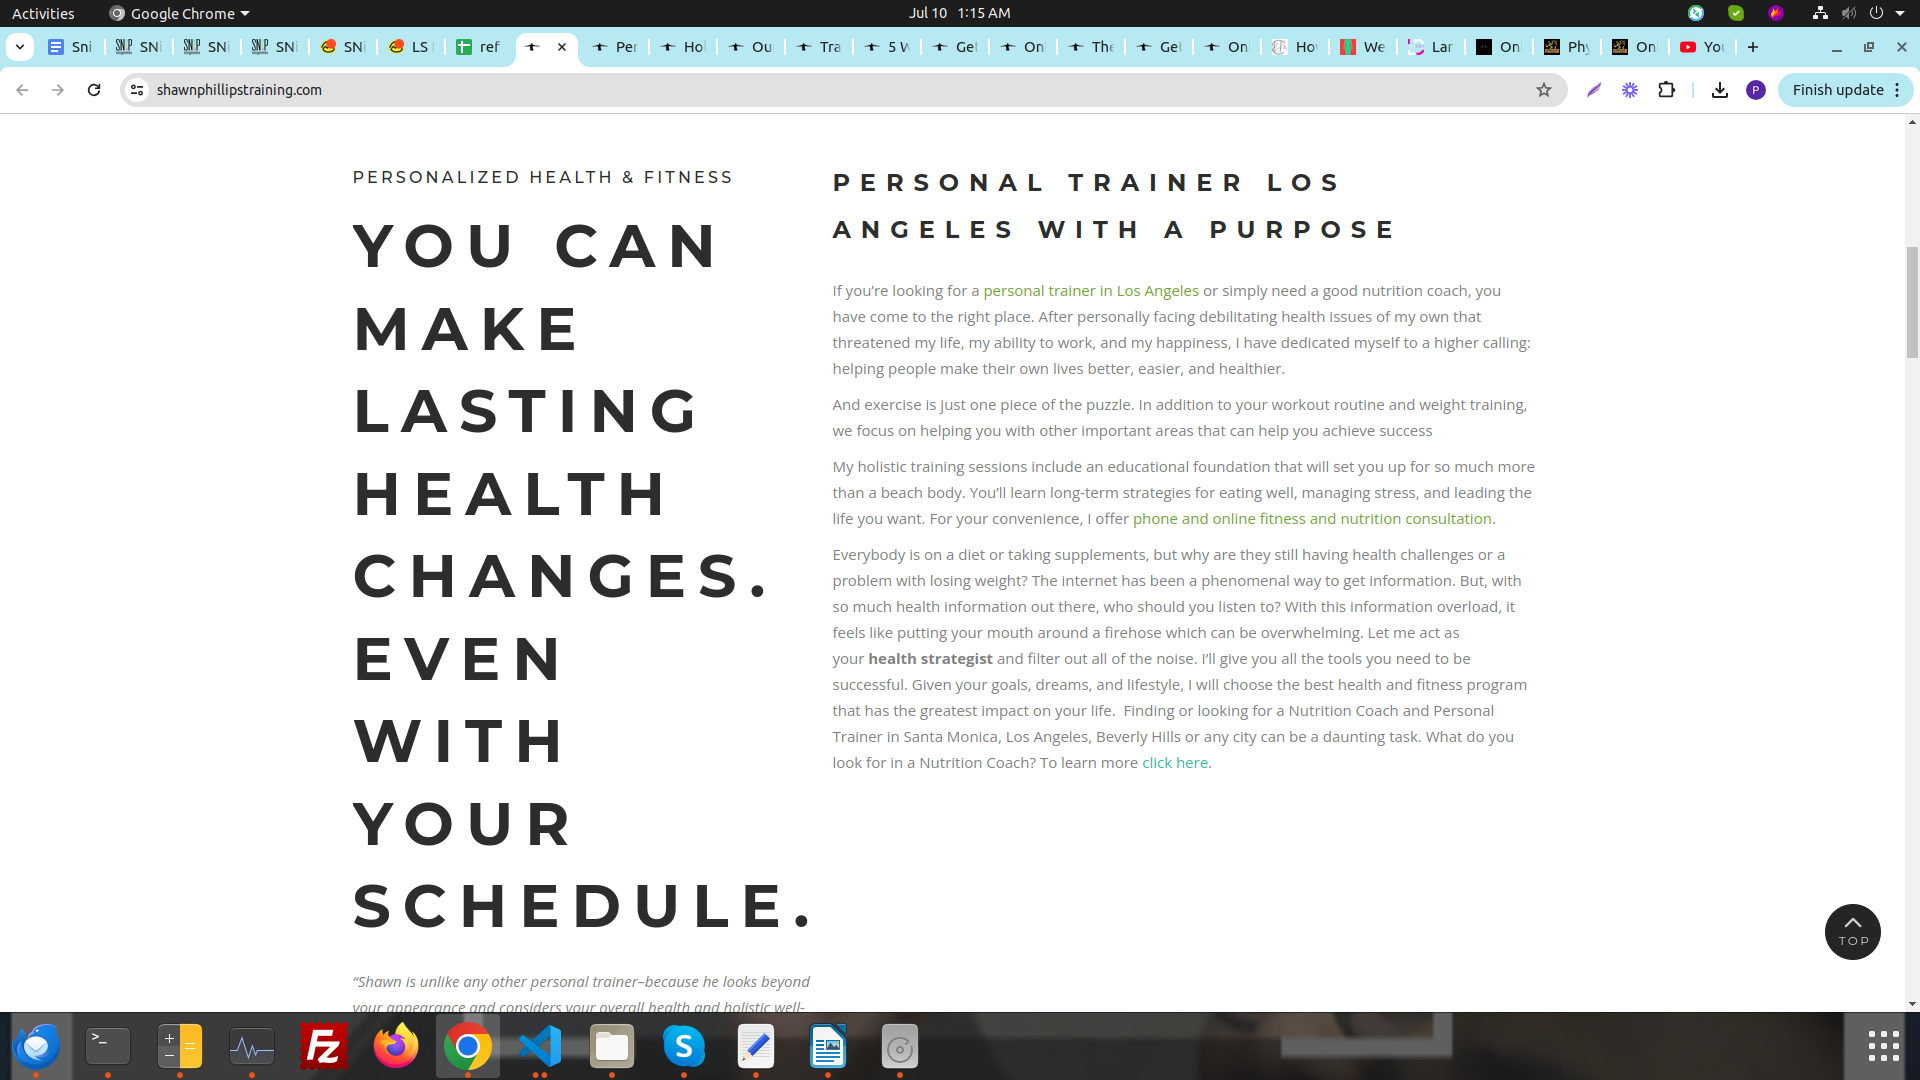 Activities
Google Chrome
Jul 10 1:15 AM
Sni
SNI
SNI
SNI
SNI
LS
ref
Per
Hol
Ou
Tra
5 W
Get
Onl
The
Get
Onl
Ho
We
Lar
Onl
Phy
Onl
You
shawnphillipstraining.com
P
Finish update
PERSONALIZED HEALTH & FITNESS
YOU CAN
MAKE
LASTING
HEALTH
CHANGES.
EVEN
WITH
YOUR
SCHEDULE.
“Shawn is unlike any other personal trainer–because he looks beyond
your appearance and considers your overall health and holistic well-
PERSONAL TRAINER LOS
ANGELES WITH A PURPOSE
If you’re looking for a personal trainer in Los Angeles or simply need a good nutrition coach, you
have come to the right place. After personally facing debilitating health issues of my own that
threatened my life, my ability to work, and my happiness, I have dedicated myself to a higher calling:
helping people make their own lives better, easier, and healthier.
And exercise is just one piece of the puzzle. In addition to your workout routine and weight training,
we focus on helping you with other important areas that can help you achieve success
My holistic training sessions include an educational foundation that will set you up for so much more
than a beach body. You’ll learn long-term strategies for eating well, managing stress, and leading the
life you want. For your convenience, I offer phone and online fitness and nutrition consultation.
Everybody is on a diet or taking supplements, but why are they still having health challenges or a
problem with losing weight? The internet has been a phenomenal way to get information. But, with
so much health information out there, who should you listen to? With this information overload, it
feels like putting your mouth around a firehose which can be overwhelming. Let me act as
your health strategist and filter out all of the noise. I’ll give you all the tools you need to be
successful. Given your goals, dreams, and lifestyle, I will choose the best health and fitness program
that has the greatest impact on your life. Finding or looking for a Nutrition Coach and Personal
Trainer in Santa Monica, Los Angeles, Beverly Hills or any city can be a daunting task. What do you
look for in a Nutrition Coach? To learn more click here.
TOP